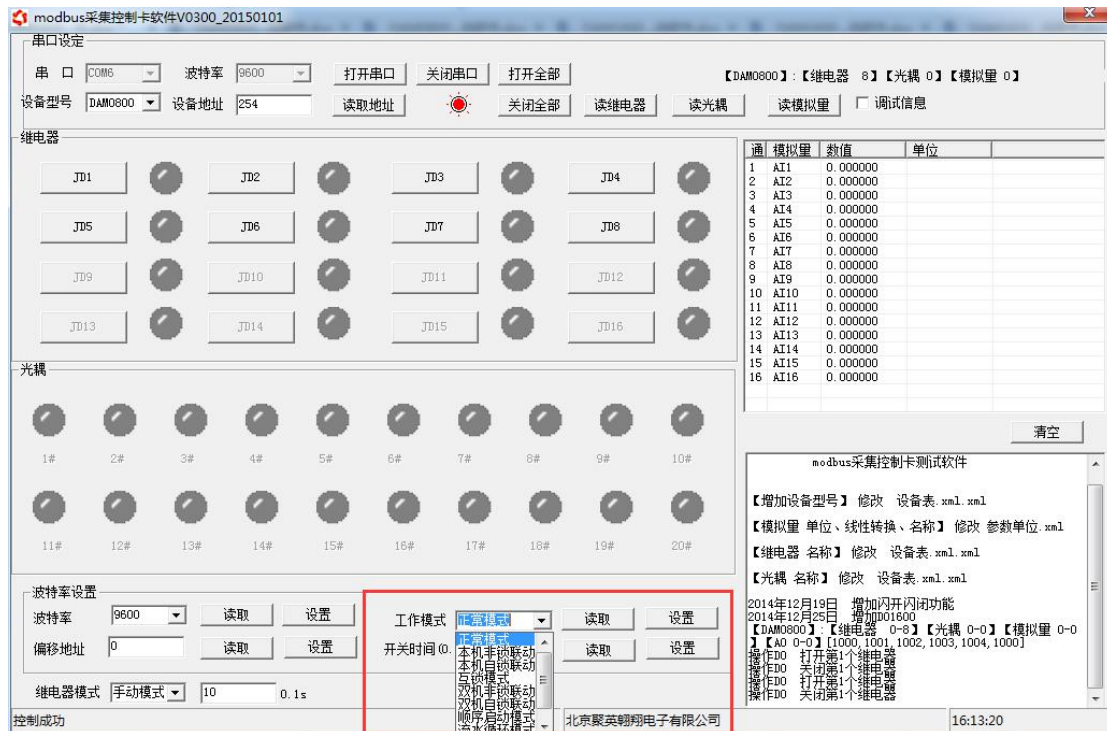 modbus采集控制卡软件V0300_20150101
串口设定
串 口 COM6 波特率 9600 打开串口 关闭串口 打开全部 【DAM0800】:【继电器 8】【光耦 0】【模拟量 0】
设备型号 DAM0800 设备地址 254 读取地址 关闭全部 读继电器 读光耦 读模拟量 调试信息
继电器
JD1 JD2 JD3 JD4
JD5 JD6 JD7 JD8
JD9 JD10 JD11 JD12
JD13 JD14 JD15 JD16
光耦
1# 2# 3# 4# 5# 6# 7# 8# 9# 10#
11# 12# 13# 14# 15# 16# 17# 18# 19# 20#
通 模拟量 数值 单位
1 AI1 0.000000
2 AI2 0.000000
3 AI3 0.000000
4 AI4 0.000000
5 AI5 0.000000
6 AI6 0.000000
7 AI7 0.000000
8 AI8 0.000000
9 AI9 0.000000
10 AI10 0.000000
11 AI11 0.000000
12 AI12 0.000000
13 AI13 0.000000
14 AI14 0.000000
15 AI15 0.000000
16 AI16 0.000000
清空
modbus采集控制卡测试软件
【增加设备型号】 修改 设备表.xml.xml
【模拟量 单位、线性转换、名称】 修改 参数单位.xml
【继电器 名称】 修改 设备表.xml.xml
【光耦 名称】 修改 设备表.xml.xml
2014年12月19日 增加闪开闪闭功能
2014年12月25日 增加DO1600
【DAM0800】:【继电器 0-8】【光耦 0-0】【模拟量 0-0
】【AO 0-0】[1000,1001,1002,1003,1004,1000]
操作DO 打开第1个继电器
操作DO 关闭第1个继电器
操作DO 打开第1个继电器
操作DO 关闭第1个继电器
波特率设置
波特率 9600 读取 设置
偏移地址 0 读取 设置
继电器模式 手动模式 10 0.1s
工作模式 正常模式 读取 设置
开关时间(0. 读取 设置
正常模式
本机非锁联动
本机自锁联动
互锁模式
双机非锁联动
双机自锁联动
顺序启动模式
流水循环模式
控制成功 北京聚英翱翔电子有限公司 16:13:20